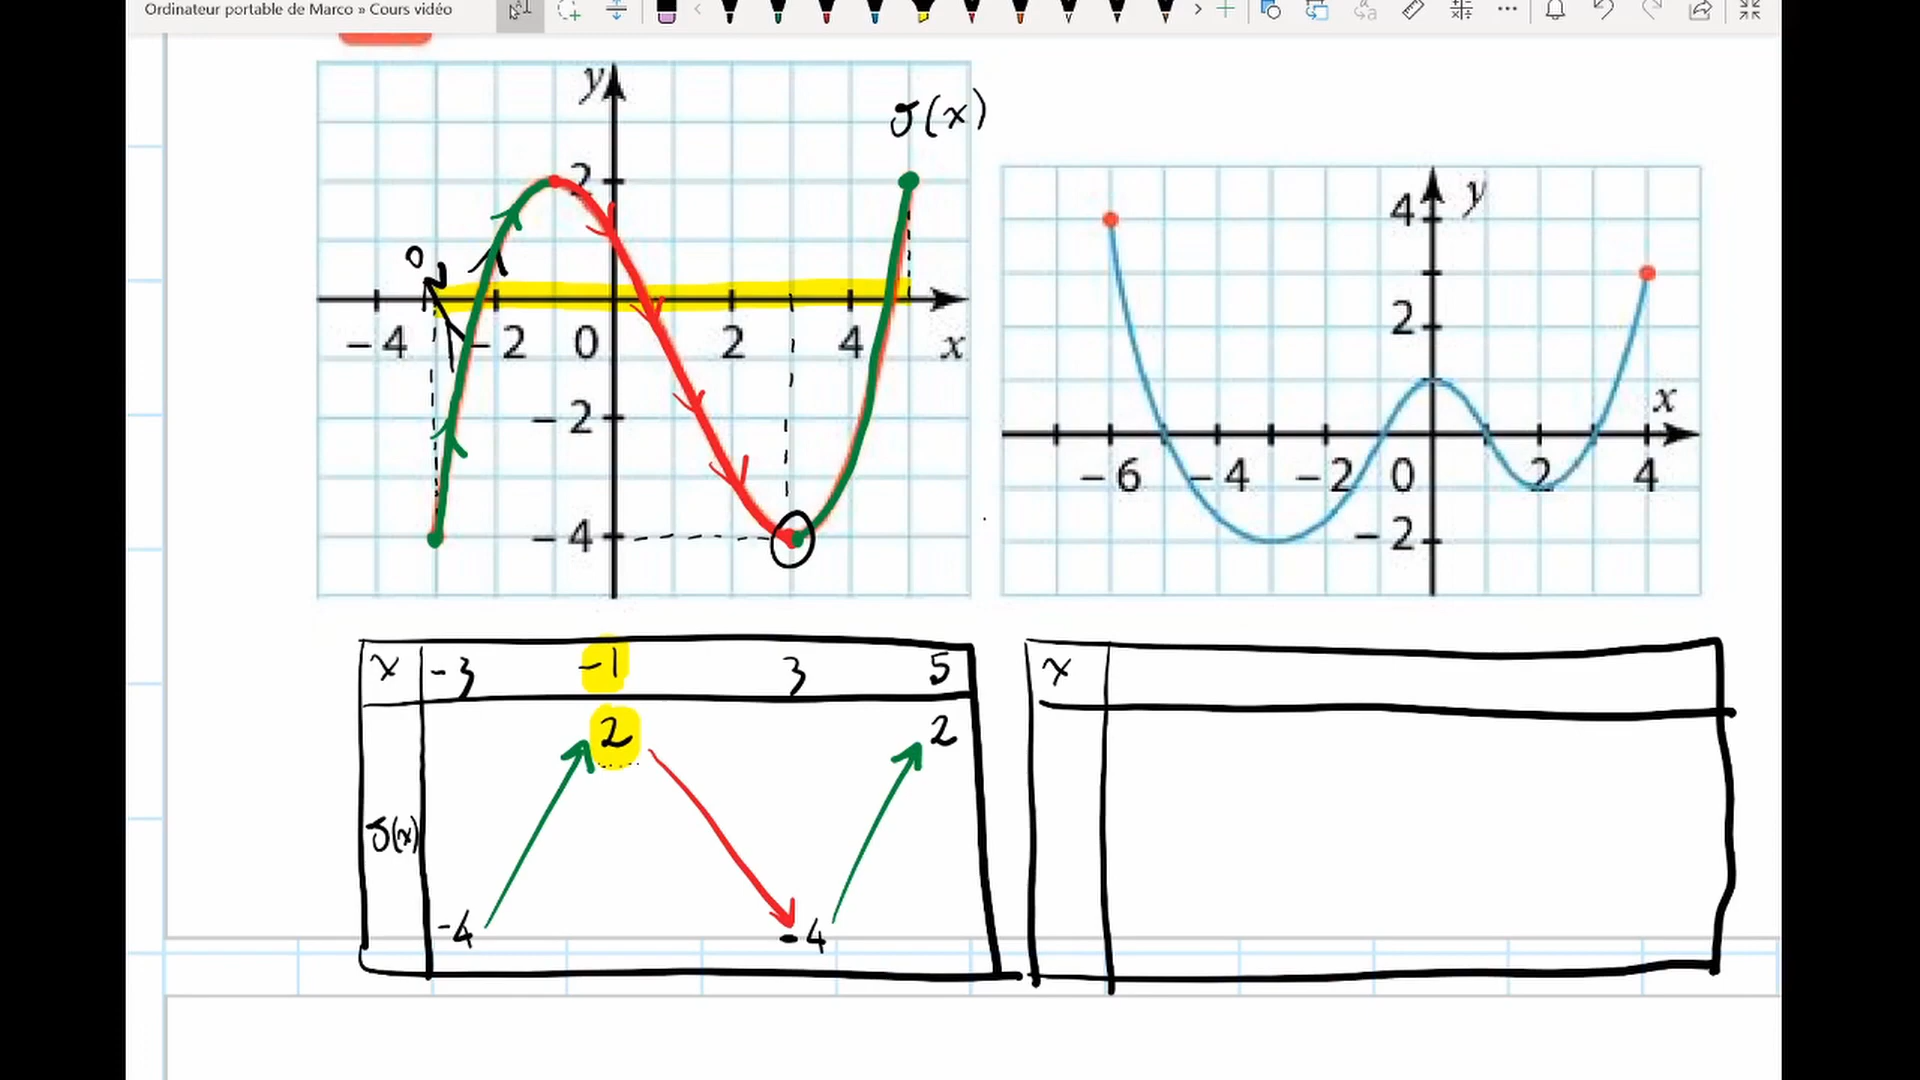 Ordinateur portable de Marco » Cours vidéo
y
(x)
2
0
-4 -2 0 2 4 x
-2
-4
4 y
2
x
-6 -4 -2 0 2 4
-2
x -3 -1 3 5
2 2
(x)
-4 -4
x